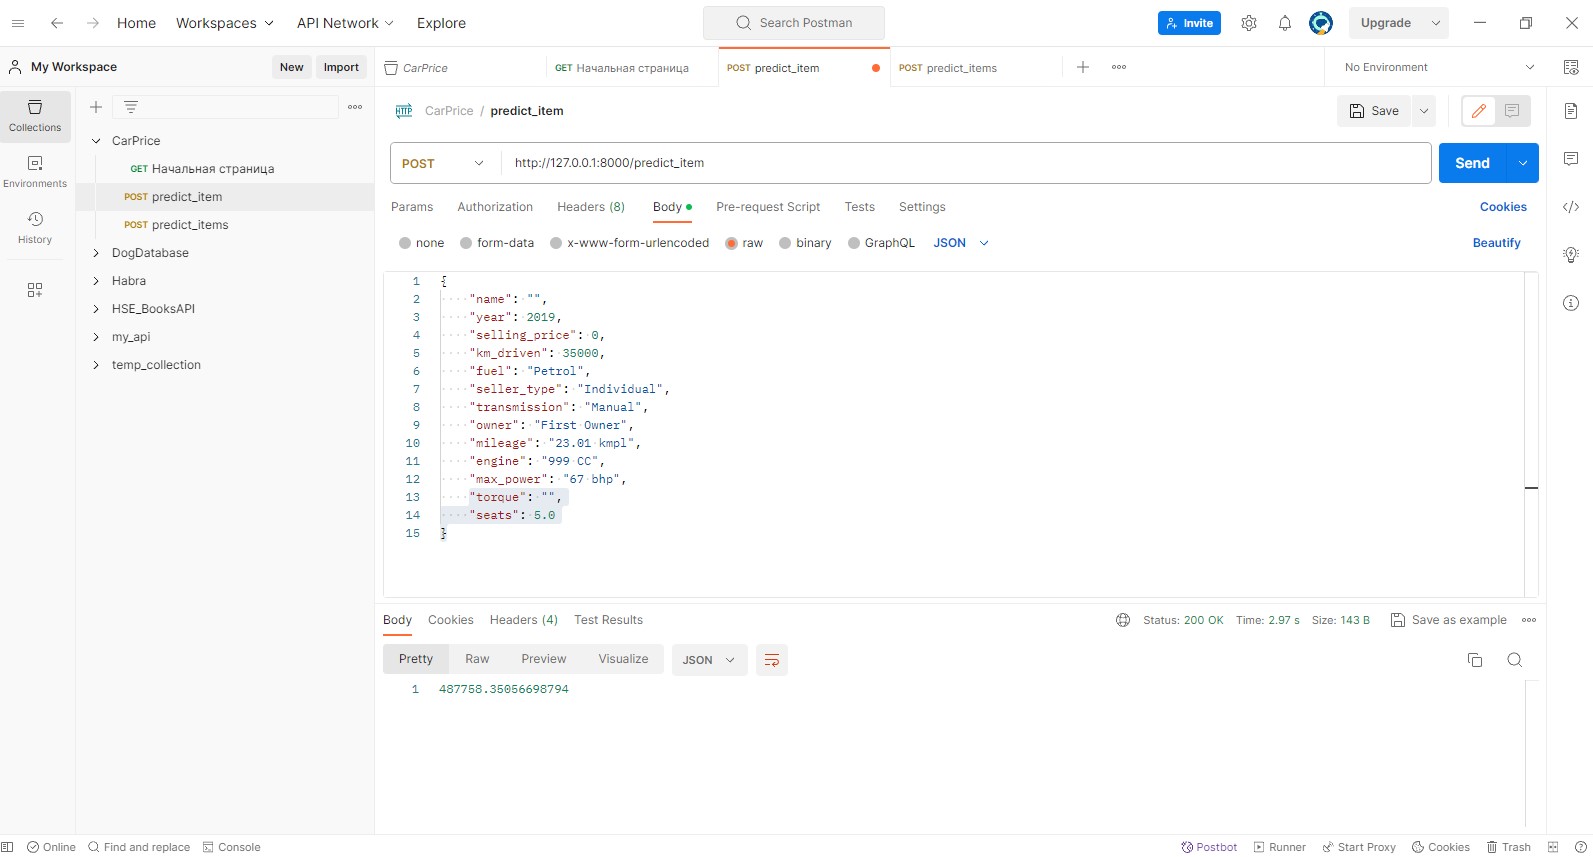 Home Workspaces API Network Explore Search Postman Invite Upgrade
My Workspace New Import CarPrice GET Начальная страница POST predict_item POST predict_items No Environment
Collections
Environments
History
CarPrice
GET Начальная страница
POST predict_item
POST predict_items
DogDatabase
Habra
HSE_BooksAPI
my_api
temp_collection
HTTP CarPrice / predict_item Save
POST http://127.0.0.1:8000/predict_item Send
Params Authorization Headers (8) Body Pre-request Script Tests Settings Cookies
none form-data x-www-form-urlencoded raw binary GraphQL JSON Beautify
1 {
2 "name": "",
3 "year": 2019,
4 "selling_price": 0,
5 "km_driven": 35000,
6 "fuel": "Petrol",
7 "seller_type": "Individual",
8 "transmission": "Manual",
9 "owner": "First Owner",
10 "mileage": "23.01 kmpl",
11 "engine": "999 CC",
12 "max_power": "67 bhp",
13 "torque": "",
14 "seats": 5.0
15 }
Body Cookies Headers (4) Test Results Status: 200 OK Time: 2.97 s Size: 143 B Save as example
Pretty Raw Preview Visualize JSON
1 487758.35056698794
Online Find and replace Console Postbot Runner Start Proxy Cookies Trash